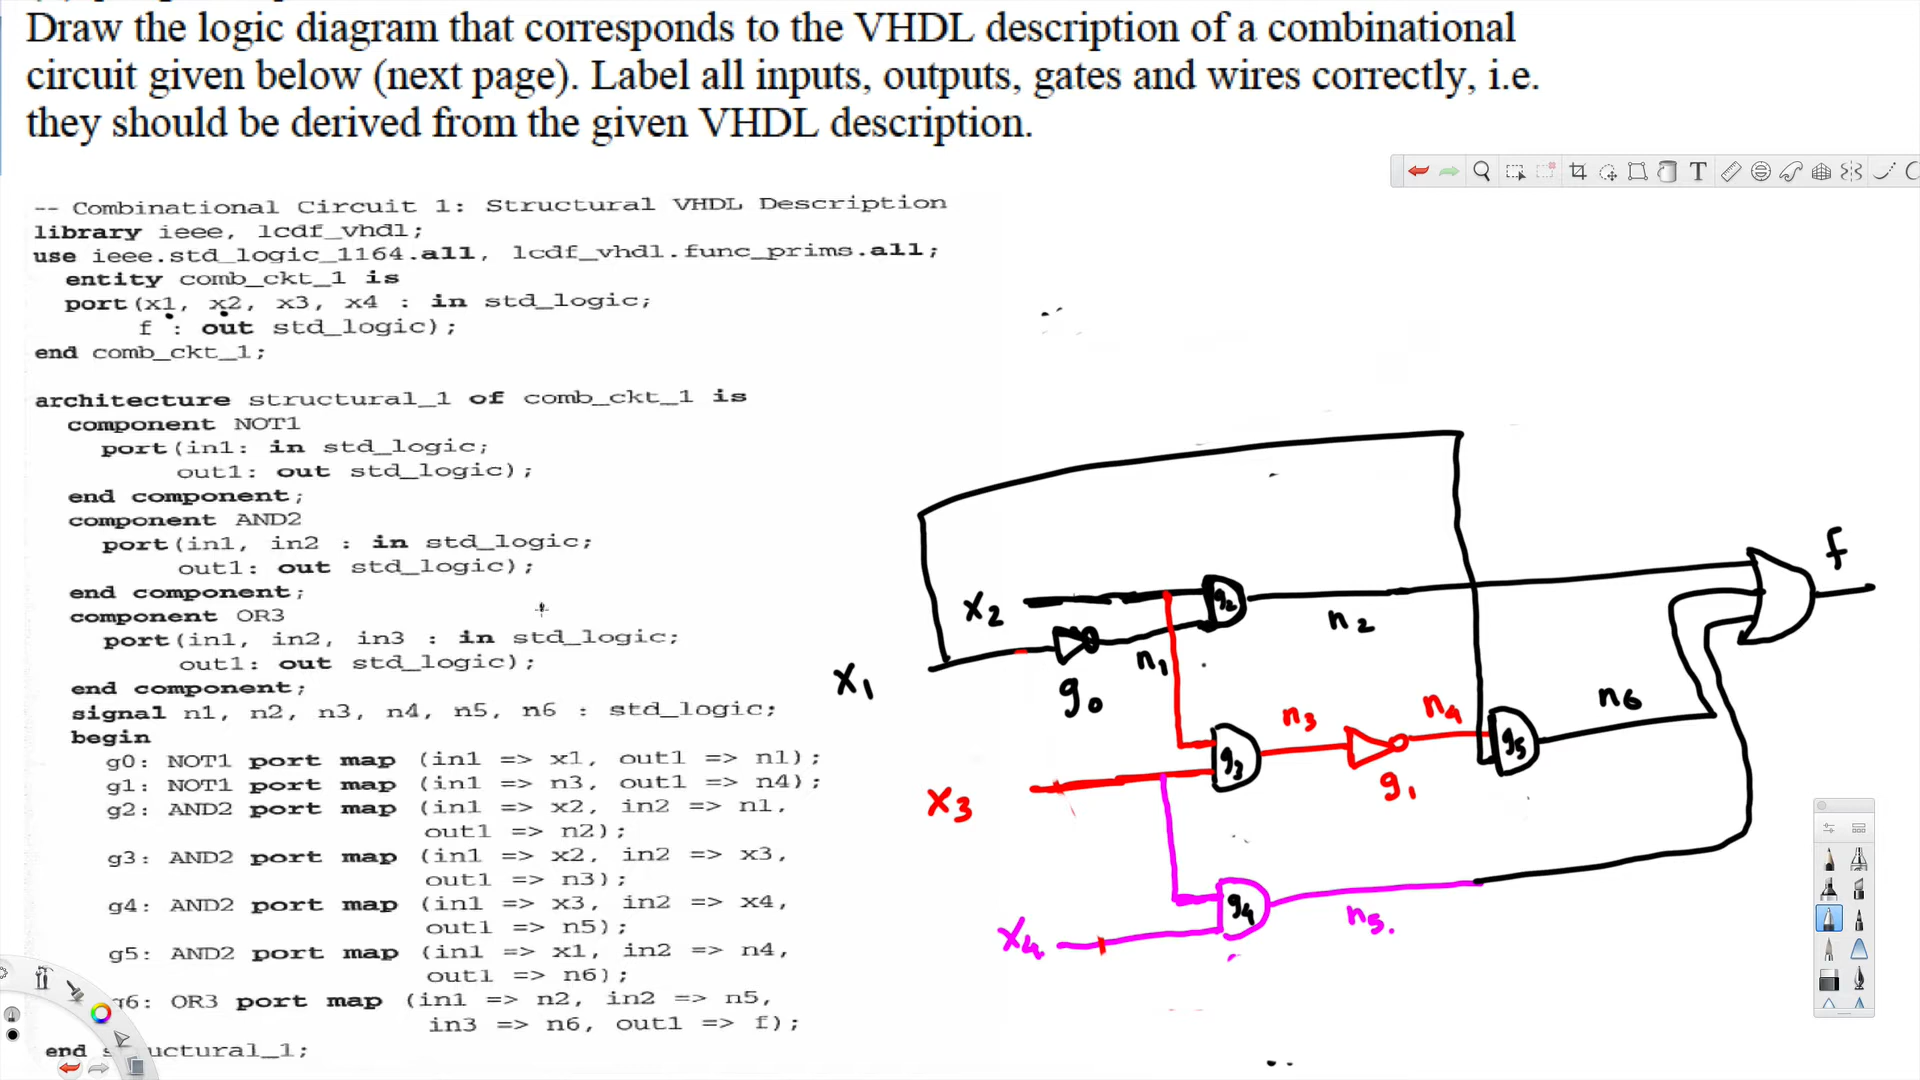 Draw the logic diagram that corresponds to the VHDL description of a combinational
circuit given below (next page). Label all inputs, outputs, gates and wires correctly, i.e.
they should be derived from the given VHDL description.
-- Combinational Circuit 1: Structural VHDL Description
library ieee, lcdf_vhdl;
use ieee.std_logic_1164.all, lcdf_vhdl.func_prims.all;
entity comb_ckt_1 is
port(x1, x2, x3, x4 : in std_logic;
f : out std_logic);
end comb_ckt_1;
architecture structural_1 of comb_ckt_1 is
component NOT1
port(in1: in std_logic;
out1: out std_logic);
end component;
component AND2
port(in1, in2 : in std_logic;
out1: out std_logic);
end component;
component OR3
port(in1, in2, in3 : in std_logic;
out1: out std_logic);
end component;
signal n1, n2, n3, n4, n5, n6 : std_logic;
begin
g0: NOT1 port map (in1 => x1, out1 => n1);
g1: NOT1 port map (in1 => n3, out1 => n4);
g2: AND2 port map (in1 => x2, in2 => n1,
out1 => n2);
g3: AND2 port map (in1 => x2, in2 => x3,
out1 => n3);
g4: AND2 port map (in1 => x3, in2 => x4,
out1 => n5);
g5: AND2 port map (in1 => x1, in2 => n4,
out1 => n6);
g6: OR3 port map (in1 => n2, in2 => n5,
in3 => n6, out1 => f);
end structural_1;
f
x2
g2
n2
x1
n1
g0
n6
n3
n4
g3
g5
g1
x3
g4
n5.
x4
T